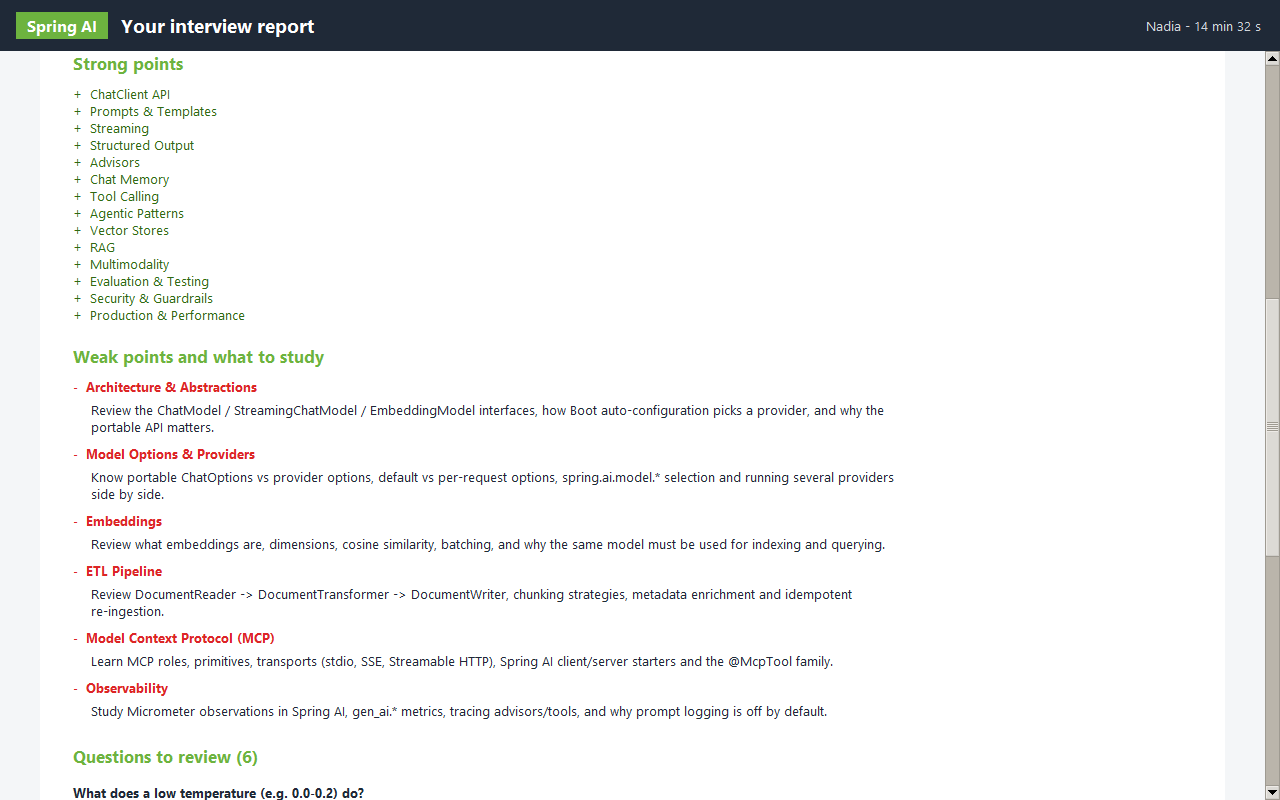 Spring AI
Your interview report
Nadia - 14 min 32 s
Strong points
+ ChatClient API
+ Prompts & Templates
+ Streaming
+ Structured Output
+ Advisors
+ Chat Memory
+ Tool Calling
+ Agentic Patterns
+ Vector Stores
+ RAG
+ Multimodality
+ Evaluation & Testing
+ Security & Guardrails
+ Production & Performance
Weak points and what to study
- Architecture & Abstractions
Review the ChatModel / StreamingChatModel / EmbeddingModel interfaces, how Boot auto-configuration picks a provider, and why the
portable API matters.
- Model Options & Providers
Know portable ChatOptions vs provider options, default vs per-request options, spring.ai.model.* selection and running several providers
side by side.
- Embeddings
Review what embeddings are, dimensions, cosine similarity, batching, and why the same model must be used for indexing and querying.
- ETL Pipeline
Review DocumentReader -> DocumentTransformer -> DocumentWriter, chunking strategies, metadata enrichment and idempotent
re-ingestion.
- Model Context Protocol (MCP)
Learn MCP roles, primitives, transports (stdio, SSE, Streamable HTTP), Spring AI client/server starters and the @McpTool family.
- Observability
Study Micrometer observations in Spring AI, gen_ai.* metrics, tracing advisors/tools, and why prompt logging is off by default.
Questions to review (6)
What does a low temperature (e.g. 0.0-0.2) do?